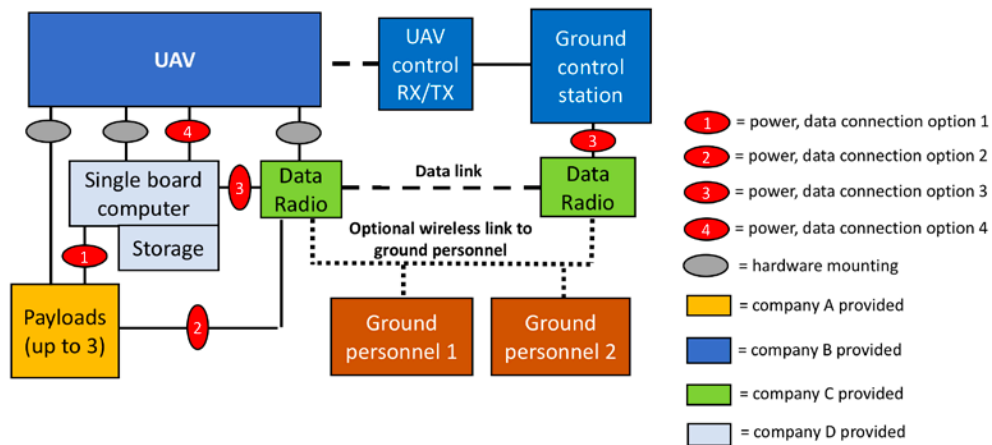 UAV
UAV
control
RX/TX
Ground
control
station
4
3
Single board
computer
Storage
3
Data
Radio
Data link
Data
Radio
Optional wireless link to
ground personnel
1
Payloads
(up to 3)
2
Ground
personnel 1
Ground
personnel 2
1 = power, data connection option 1
2 = power, data connection option 2
3 = power, data connection option 3
4 = power, data connection option 4
= hardware mounting
= company A provided
= company B provided
= company C provided
= company D provided